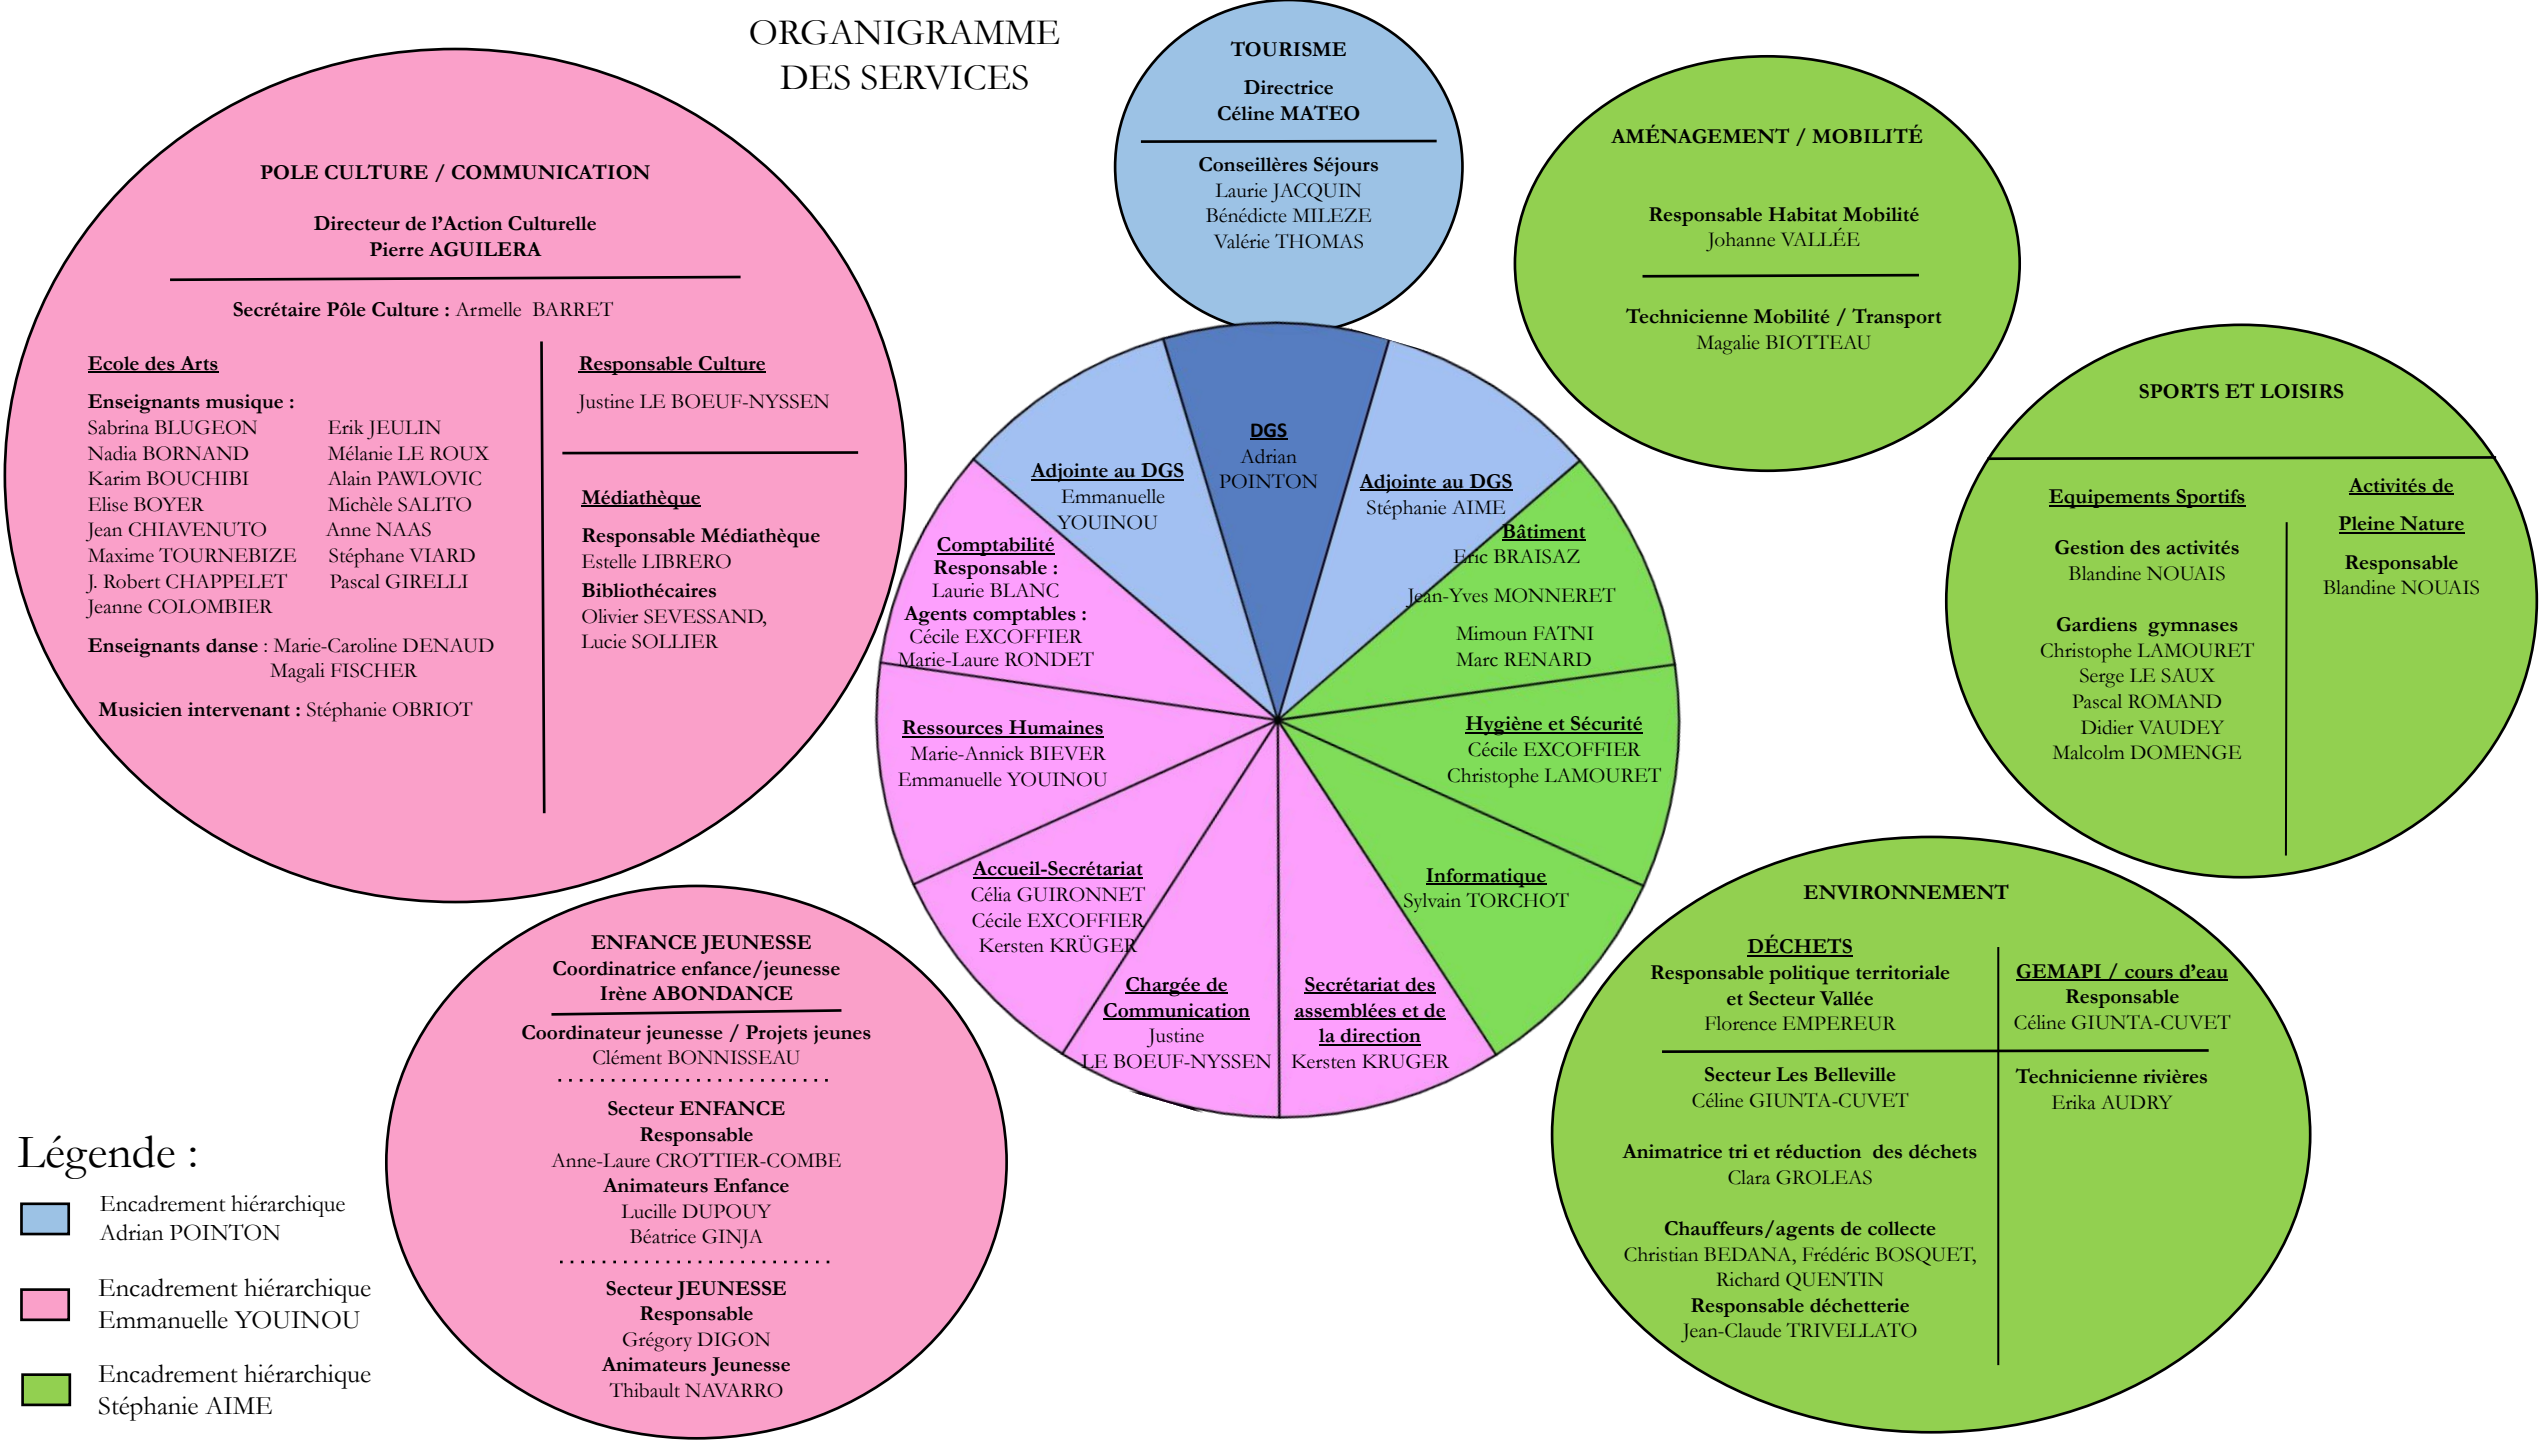 ORGANIGRAMME
DES SERVICES
POLE CULTURE / COMMUNICATION
Directeur de l'Action Culturelle
Pierre AGUILERA
Secrétaire Pôle Culture : Armelle BARRET
Ecole des Arts
Enseignants musique :
Sabrina BLUGEON
Nadia BORNAND
Karim BOUCHIBI
Elise BOYER
Jean CHIAVENUTO
Maxime TOURNEBIZE
J. Robert CHAPPELET
Jeanne COLOMBIER
Erik JEULIN
Mélanie LE ROUX
Alain PAWLOVIC
Michèle SALITO
Anne NAAS
Stéphane VIARD
Pascal GIRELLI
Enseignants danse : Marie-Caroline DENAUD
Magali FISCHER
Musicien intervenant : Stéphanie OBRIOT
Responsable Culture
Justine LE BOEUF-NYSSEN
Médiathèque
Responsable Médiathèque
Estelle LIBRERO
Bibliothécaires
Olivier SEVESSAND,
Lucie SOLLIER
TOURISME
Directrice
Céline MATEO
Conseillères Séjours
Laurie JACQUIN
Bénédicte MILEZE
Valérie THOMAS
AMÉNAGEMENT / MOBILITÉ
Responsable Habitat Mobilité
Johanne VALLÉE
Technicienne Mobilité / Transport
Magalie BIOTTEAU
SPORTS ET LOISIRS
Equipements Sportifs
Gestion des activités
Blandine NOUAIS
Gardiens gymnases
Christophe LAMOURET
Serge LE SAUX
Pascal ROMAND
Didier VAUDEY
Malcolm DOMENGE
Activités de
Pleine Nature
Responsable
Blandine NOUAIS
DGS
Adrian
POINTON
Adjointe au DGS
Emmanuelle
YOUINOU
Adjointe au DGS
Stéphanie AIME
Comptabilité
Responsable :
Laurie BLANC
Agents comptables :
Cécile EXCOFFIER
Marie-Laure RONDET
Bâtiment
Eric BRAISAZ
Jean-Yves MONNERET
Mimoun FATNI
Marc RENARD
Ressources Humaines
Marie-Annick BIEVER
Emmanuelle YOUINOU
Hygiène et Sécurité
Cécile EXCOFFIER
Christophe LAMOURET
Accueil-Secrétariat
Célia GUIRONNET
Cécile EXCOFFIER
Kersten KRÜGER
Informatique
Sylvain TORCHOT
Chargée de
Communication
Justine
LE BOEUF-NYSSEN
Secrétariat des
assemblées et de
la direction
Kersten KRUGER
ENFANCE JEUNESSE
Coordinatrice enfance/jeunesse
Irène ABONDANCE
Coordinateur jeunesse / Projets jeunes
Clément BONNISSEAU
Secteur ENFANCE
Responsable
Anne-Laure CROTTIER-COMBE
Animateurs Enfance
Lucille DUPOUY
Béatrice GINJA
Secteur JEUNESSE
Responsable
Grégory DIGON
Animateurs Jeunesse
Thibault NAVARRO
ENVIRONNEMENT
DÉCHETS
Responsable politique territoriale
et Secteur Vallée
Florence EMPEREUR
Secteur Les Belleville
Céline GIUNTA-CUVET
Animatrice tri et réduction des déchets
Clara GROLEAS
Chauffeurs/agents de collecte
Christian BEDANA, Frédéric BOSQUET,
Richard QUENTIN
Responsable déchetterie
Jean-Claude TRIVELLATO
GEMAPI / cours d'eau
Responsable
Céline GIUNTA-CUVET
Technicienne rivières
Erika AUDRY
Légende :
Encadrement hiérarchique
Adrian POINTON
Encadrement hiérarchique
Emmanuelle YOUINOU
Encadrement hiérarchique
Stéphanie AIME